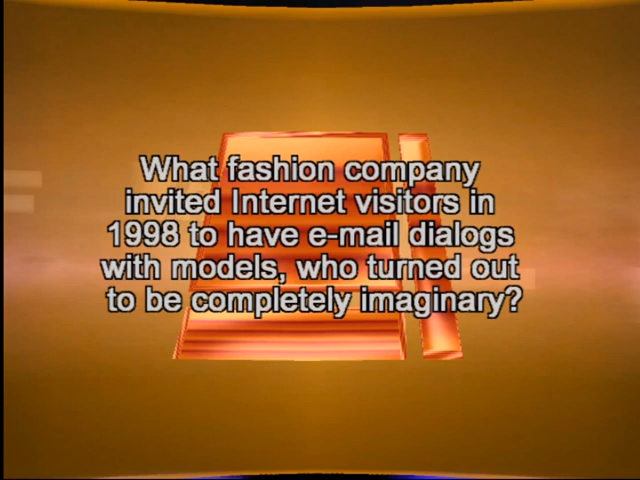 What fashion company
invited Internet visitors in
1998 to have e-mail dialogs
with models, who turned out
to be completely imaginary?